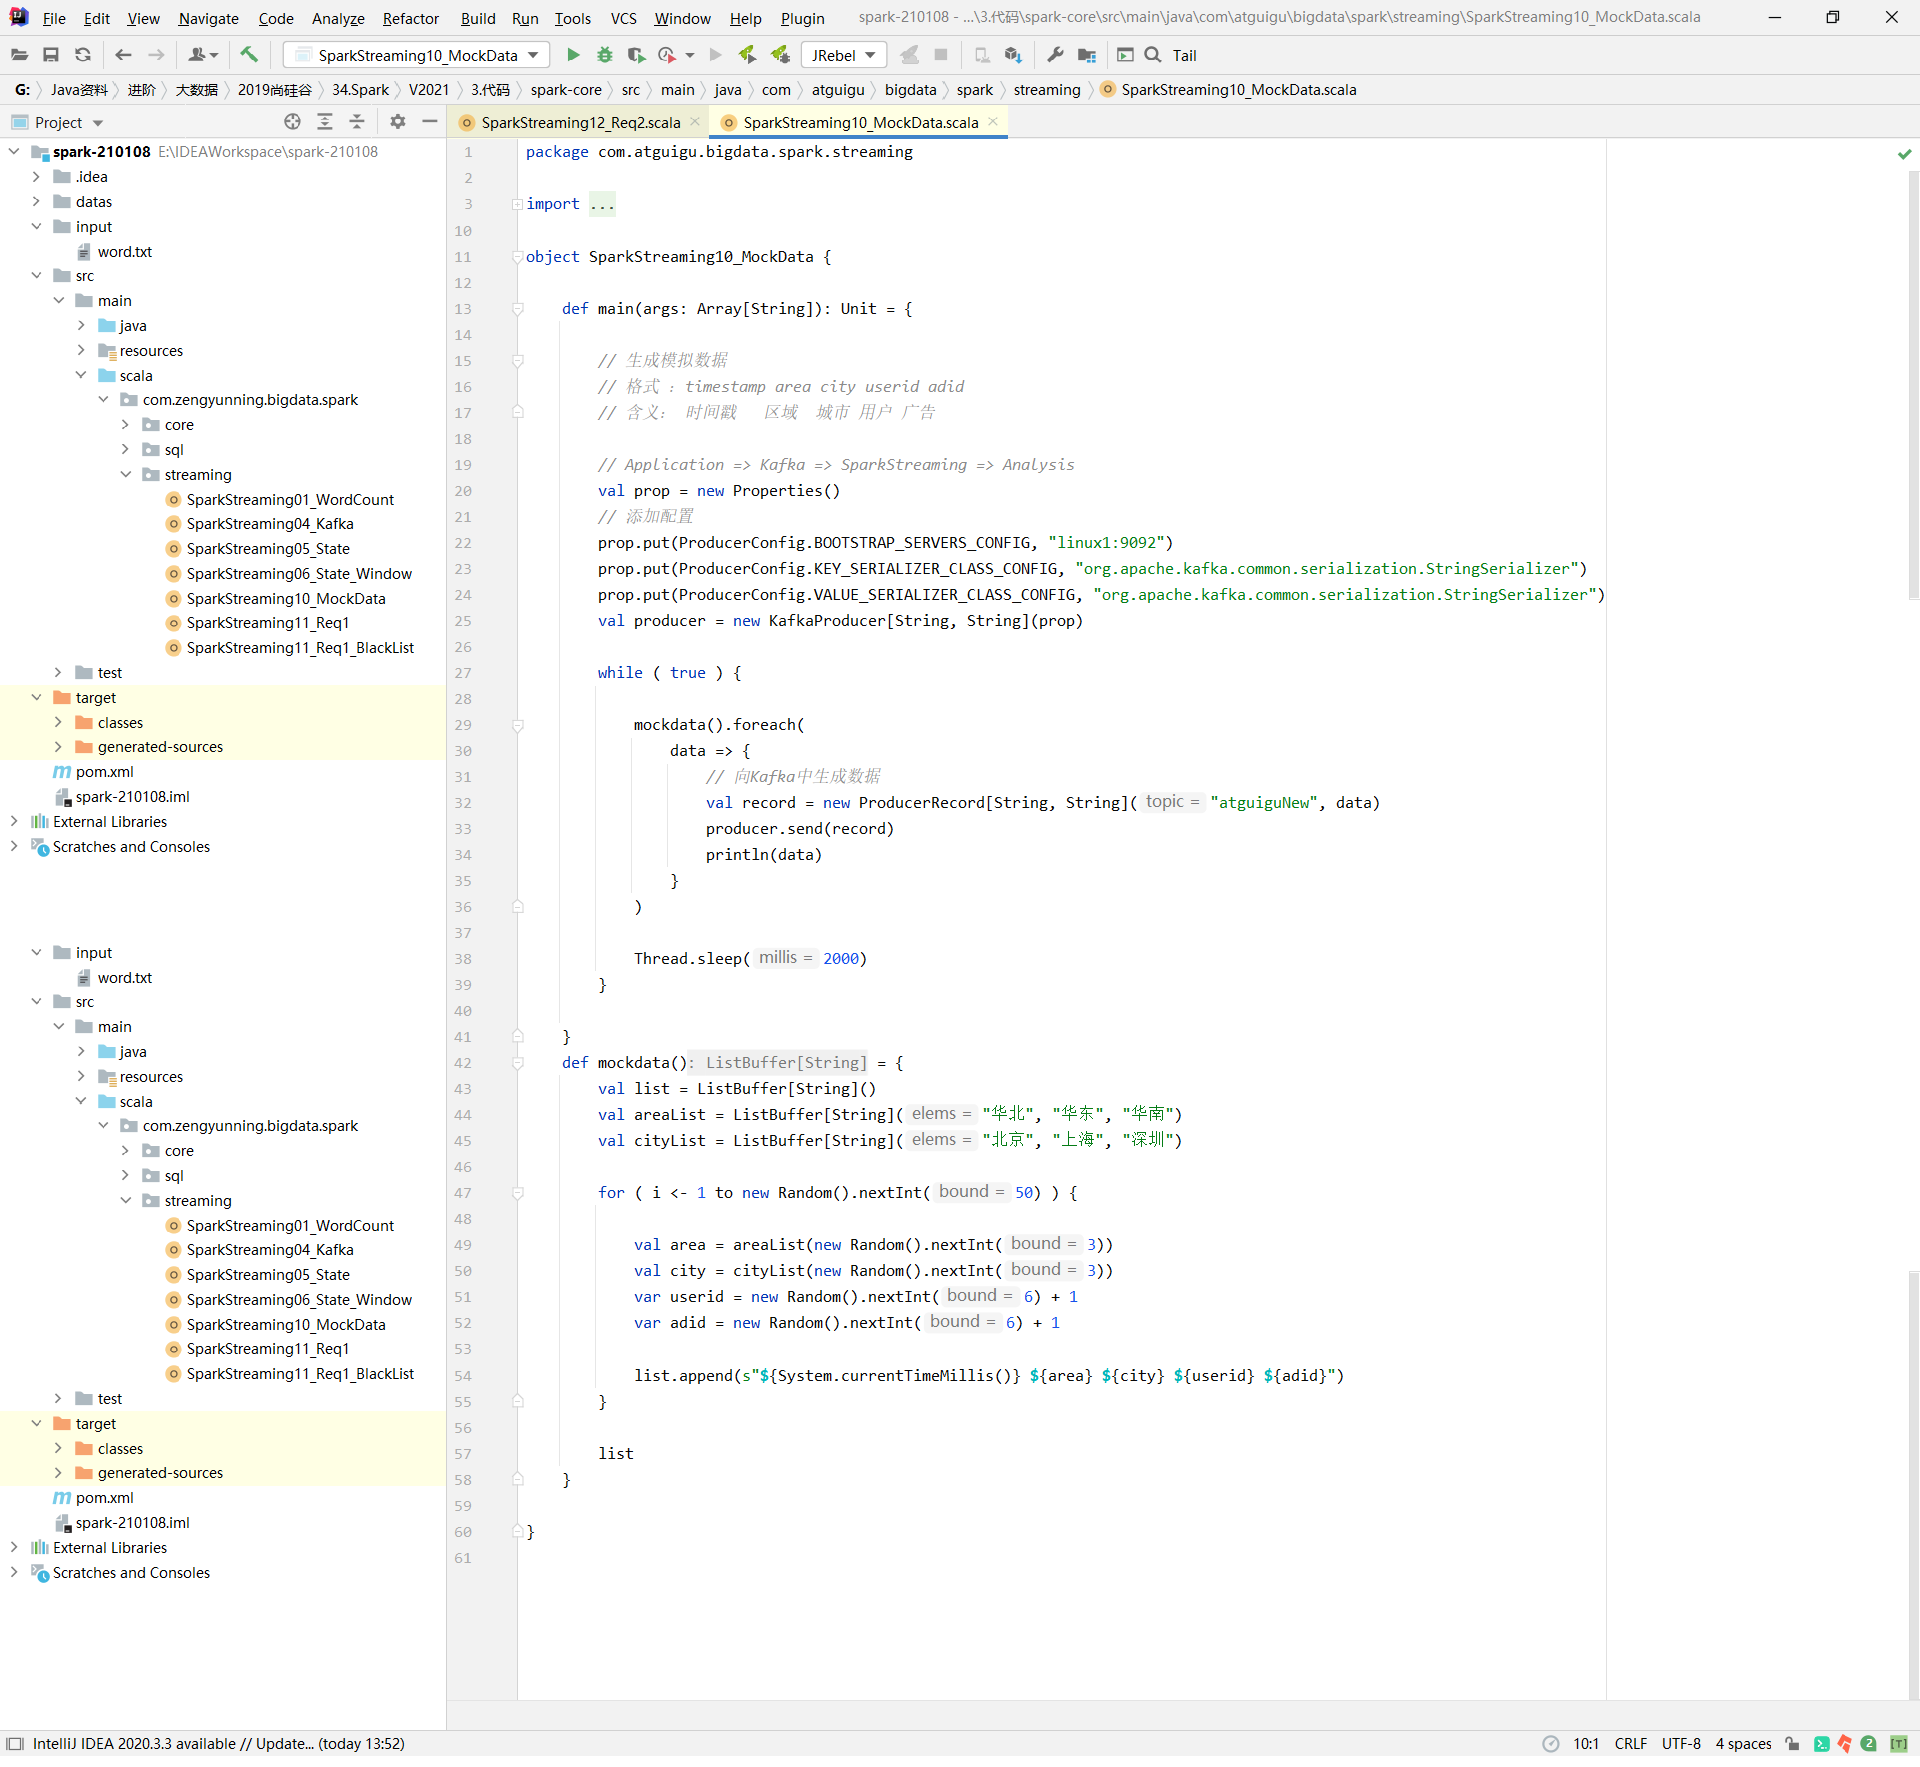 File Edit View Navigate Code Analyze Refactor Build Run Tools VCS Window Help Plugin spark-210108 - ...\3.代码\spark-core\src\main\java\com\atguigu\bigdata\spark\streaming\SparkStreaming10_MockData.scala
SparkStreaming10_MockData JRebel Tail
G: Java资料 进阶 大数据 2019尚硅谷 34.Spark V2021 3.代码 spark-core src main java com atguigu bigdata spark streaming SparkStreaming10_MockData.scala
Project
spark-210108 E:\IDEAWorkspace\spark-210108
.idea
datas
input
word.txt
src
main
java
resources
scala
com.zengyunning.bigdata.spark
core
sql
streaming
SparkStreaming01_WordCount
SparkStreaming04_Kafka
SparkStreaming05_State
SparkStreaming06_State_Window
SparkStreaming10_MockData
SparkStreaming11_Req1
SparkStreaming11_Req1_BlackList
test
target
classes
generated-sources
pom.xml
spark-210108.iml
External Libraries
Scratches and Consoles
input
word.txt
src
main
java
resources
scala
com.zengyunning.bigdata.spark
core
sql
streaming
SparkStreaming01_WordCount
SparkStreaming04_Kafka
SparkStreaming05_State
SparkStreaming06_State_Window
SparkStreaming10_MockData
SparkStreaming11_Req1
SparkStreaming11_Req1_BlackList
test
target
classes
generated-sources
pom.xml
spark-210108.iml
External Libraries
Scratches and Consoles
SparkStreaming12_Req2.scala SparkStreaming10_MockData.scala
1 package com.atguigu.bigdata.spark.streaming
2
3 import ...
10
11 object SparkStreaming10_MockData {
12
13 def main(args: Array[String]): Unit = {
14
15 // 生成模拟数据
16 // 格式 ：timestamp area city userid adid
17 // 含义： 时间戳 区域 城市 用户 广告
18
19 // Application => Kafka => SparkStreaming => Analysis
20 val prop = new Properties()
21 // 添加配置
22 prop.put(ProducerConfig.BOOTSTRAP_SERVERS_CONFIG, "linux1:9092")
23 prop.put(ProducerConfig.KEY_SERIALIZER_CLASS_CONFIG, "org.apache.kafka.common.serialization.StringSerializer")
24 prop.put(ProducerConfig.VALUE_SERIALIZER_CLASS_CONFIG, "org.apache.kafka.common.serialization.StringSerializer")
25 val producer = new KafkaProducer[String, String](prop)
26
27 while ( true ) {
28
29 mockdata().foreach(
30 data => {
31 // 向Kafka中生成数据
32 val record = new ProducerRecord[String, String]( topic = "atguiguNew", data)
33 producer.send(record)
34 println(data)
35 }
36 )
37
38 Thread.sleep( millis = 2000)
39 }
40
41 }
42 def mockdata(): ListBuffer[String] = {
43 val list = ListBuffer[String]()
44 val areaList = ListBuffer[String]( elems = "华北", "华东", "华南")
45 val cityList = ListBuffer[String]( elems = "北京", "上海", "深圳")
46
47 for ( i <- 1 to new Random().nextInt( bound = 50) ) {
48
49 val area = areaList(new Random().nextInt( bound = 3))
50 val city = cityList(new Random().nextInt( bound = 3))
51 var userid = new Random().nextInt( bound = 6) + 1
52 var adid = new Random().nextInt( bound = 6) + 1
53
54 list.append(s"${System.currentTimeMillis()} ${area} ${city} ${userid} ${adid}")
55 }
56
57 list
58 }
59
60 }
61
IntelliJ IDEA 2020.3.3 available // Update... (today 13:52) 10:1 CRLF UTF-8 4 spaces 2 [T]